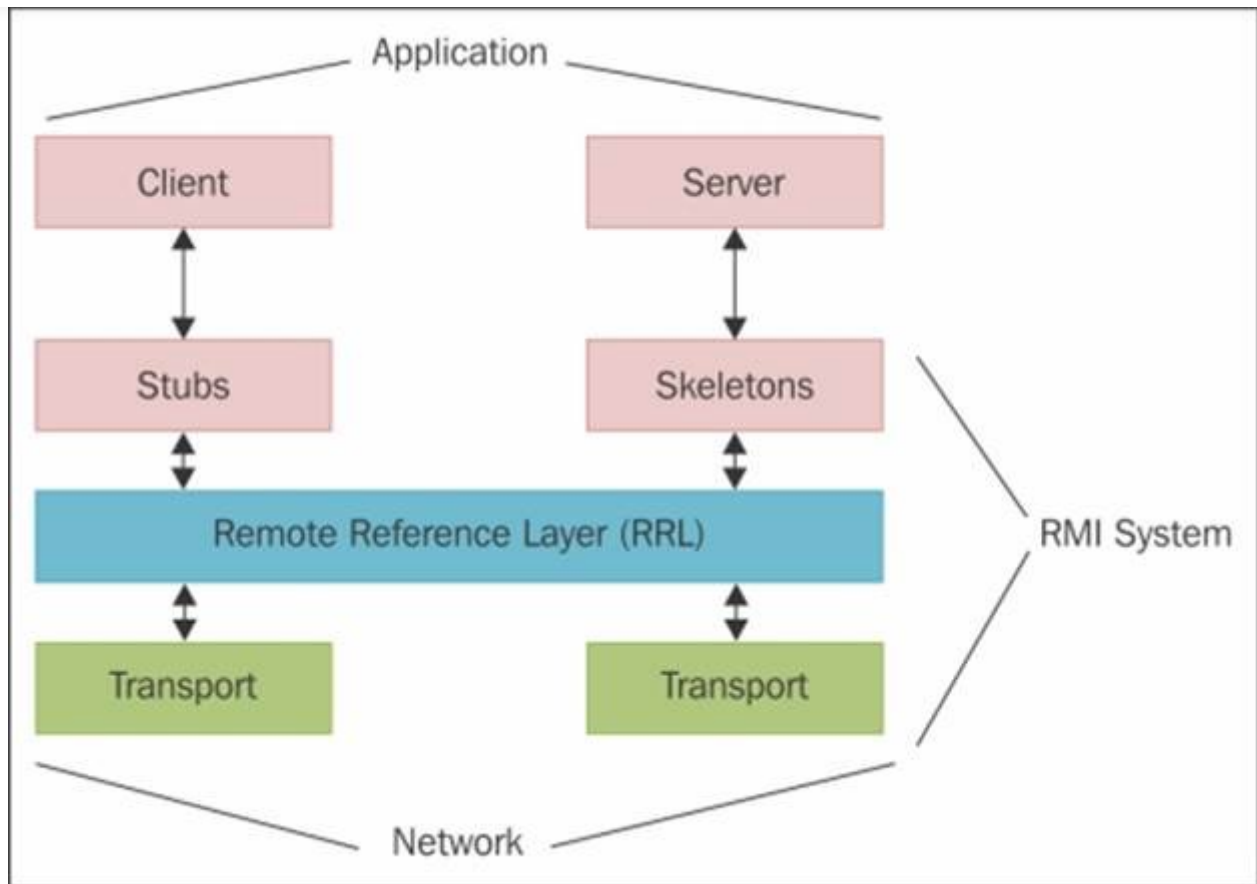 Application
Client
Server
Stubs
Skeletons
Remote Reference Layer (RRL)
RMI System
Transport
Transport
Network